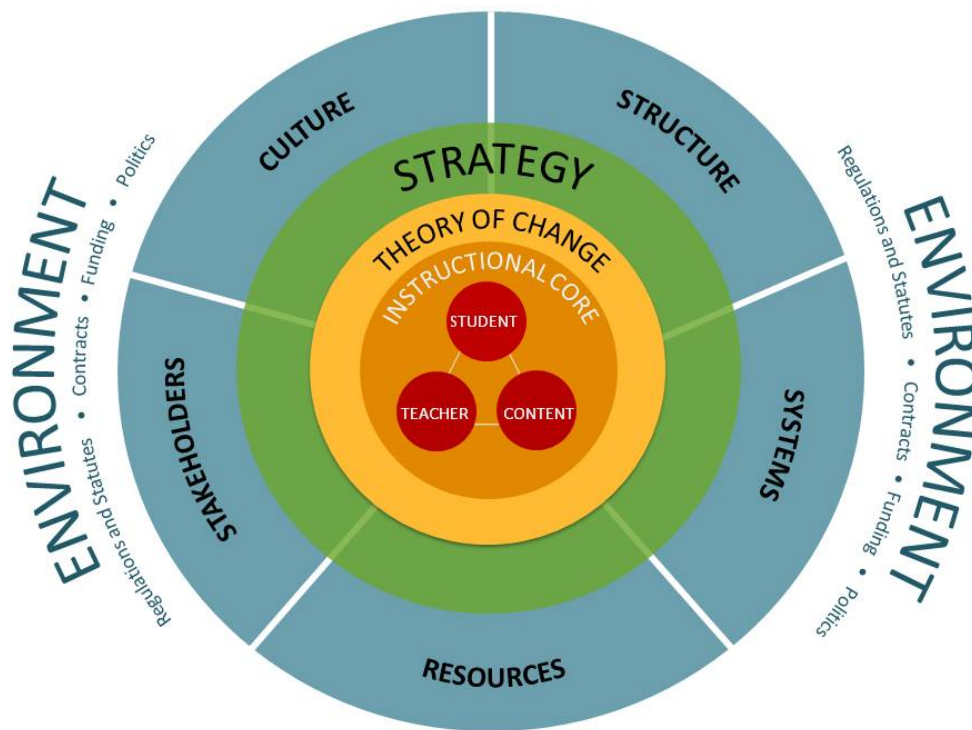 CULTURE
STRUCTURE
STRATEGY
THEORY OF CHANGE
INSTRUCTIONAL CORE
STUDENT
TEACHER
CONTENT
STAKEHOLDERS
SYSTEMS
RESOURCES
ENVIRONMENT
Regulations and Statutes • Contracts • Funding • Politics
ENVIRONMENT
Regulations and Statutes • Contracts • Funding • Politics